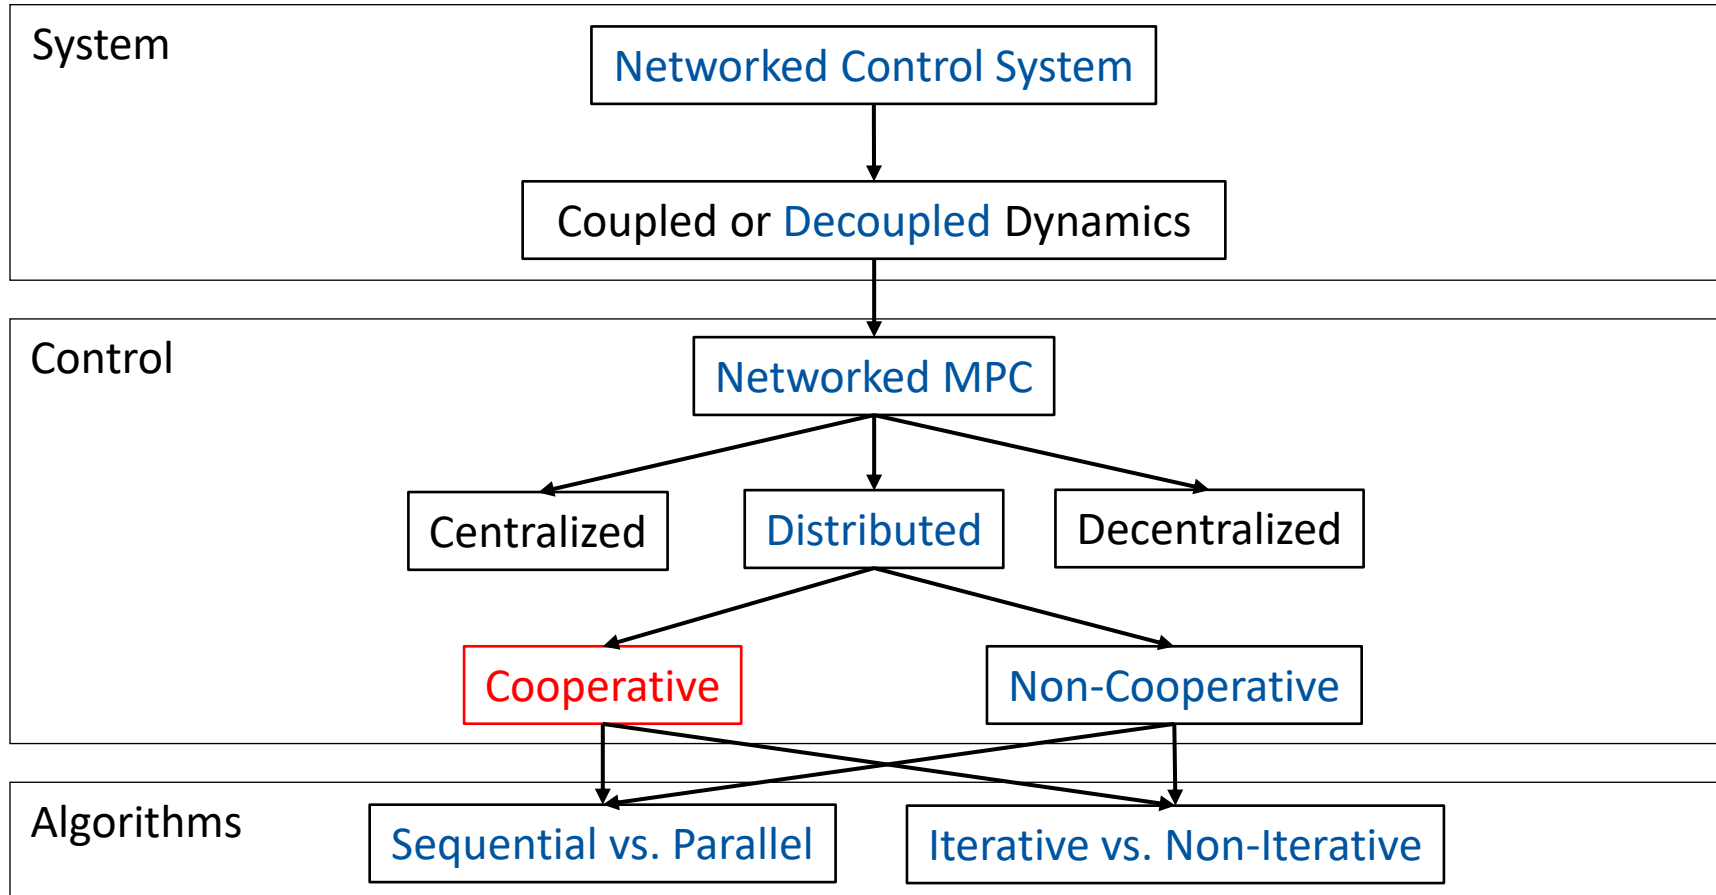 System
Networked Control System
Coupled or Decoupled Dynamics
Control
Networked MPC
Centralized
Distributed
Decentralized
Cooperative
Non-Cooperative
Algorithms
Sequential vs. Parallel
Iterative vs. Non-Iterative